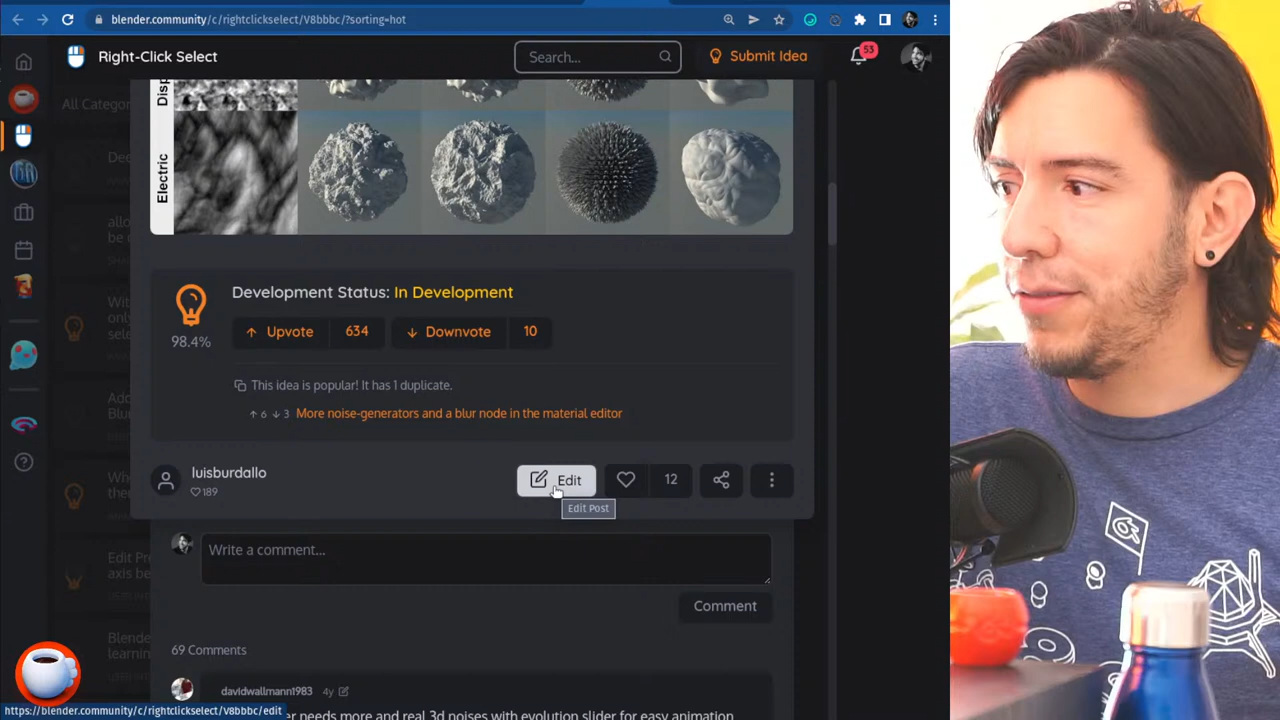 blender.community/c/rightclickselect/V8bbbc/?sorting=hot
Right-Click Select
Search...
Submit Idea
53
All Catego
Disp
Electric
Development Status: In Development
98.4%
Upvote 634 Downvote 10
This idea is popular! It has 1 duplicate.
6 3 More noise-generators and a blur node in the material editor
luisburdallo
189
Edit 12
Edit Post
Write a comment...
Comment
69 Comments
davidwallmann1983 4y
er needs more and real 3d noises with evolution slider for easy animation
https://blender.community/c/rightclickselect/V8bbbc/edit